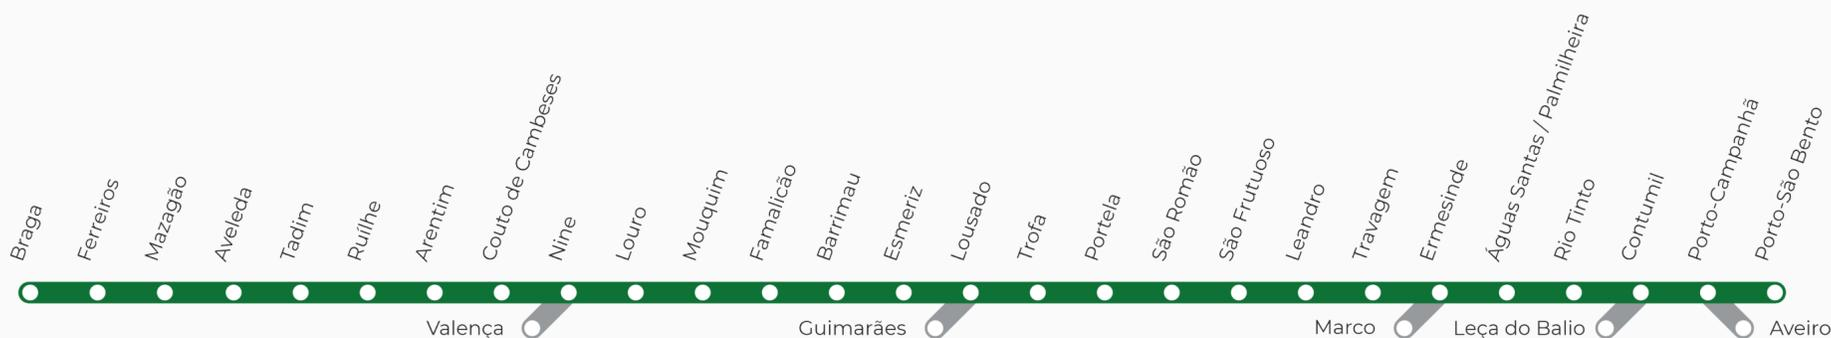 Braga
Ferreiros
Mazagão
Aveleda
Tadim
Ruílhe
Arentim
Couto de Cambeses
Nine
Louro
Mouquim
Famalicão
Barrimau
Esmeriz
Lousado
Trofa
Portela
São Romão
São Frutuoso
Leandro
Travagem
Ermesinde
Águas Santas / Palmilheira
Rio Tinto
Contumil
Porto-Campanhã
Porto-São Bento
Valença
Guimarães
Marco
Leça do Balio
Aveiro